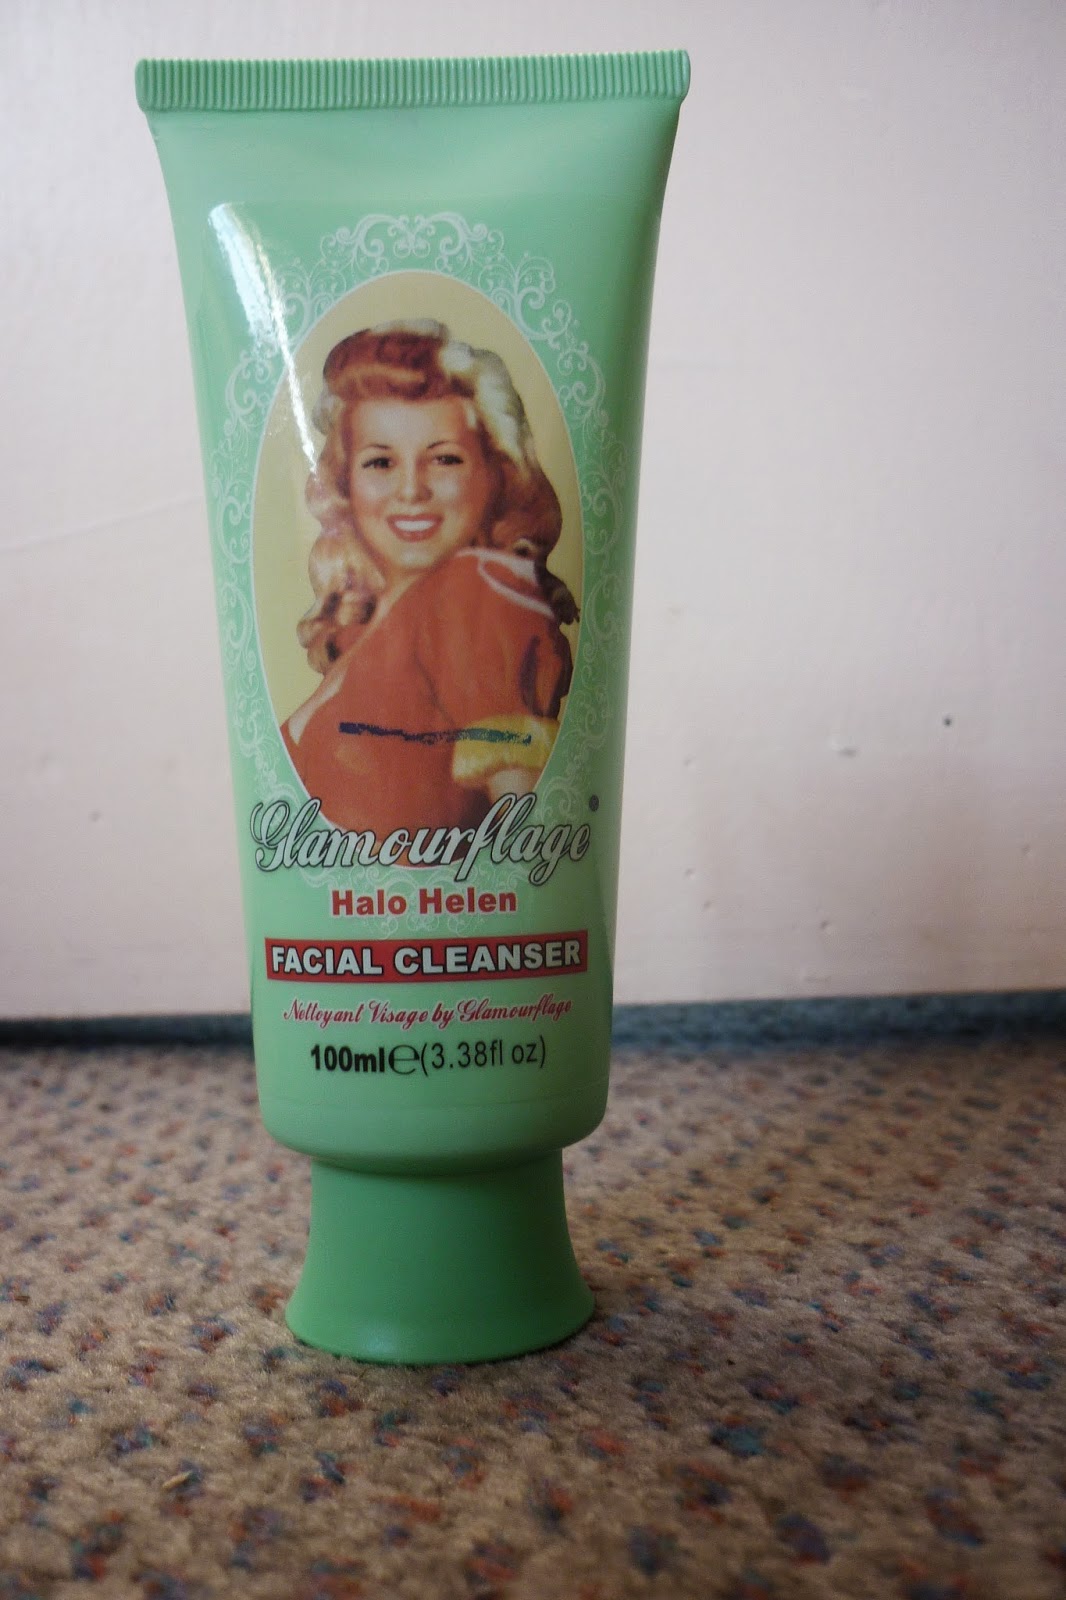 Glamourflage
Halo Helen
FACIAL CLEANSER
Nettoyant Visage by Glamourflage
100ml℮(3.38fl oz)